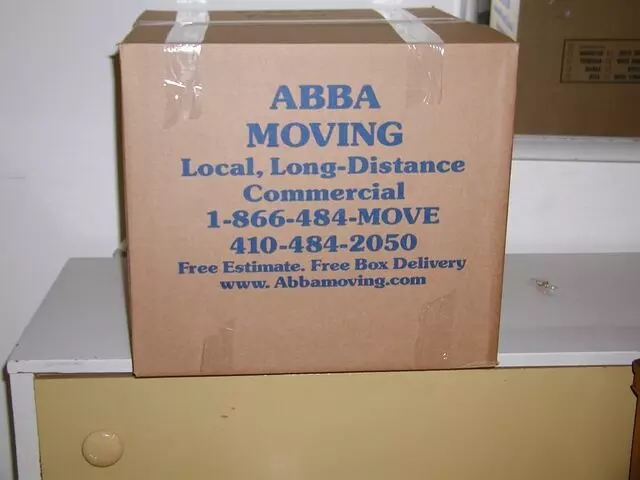 ABBA
MOVING
Local, Long-Distance
Commercial
1-866-484-MOVE
410-484-2050
Free Estimate. Free Box Delivery
www. Abbamoving.com